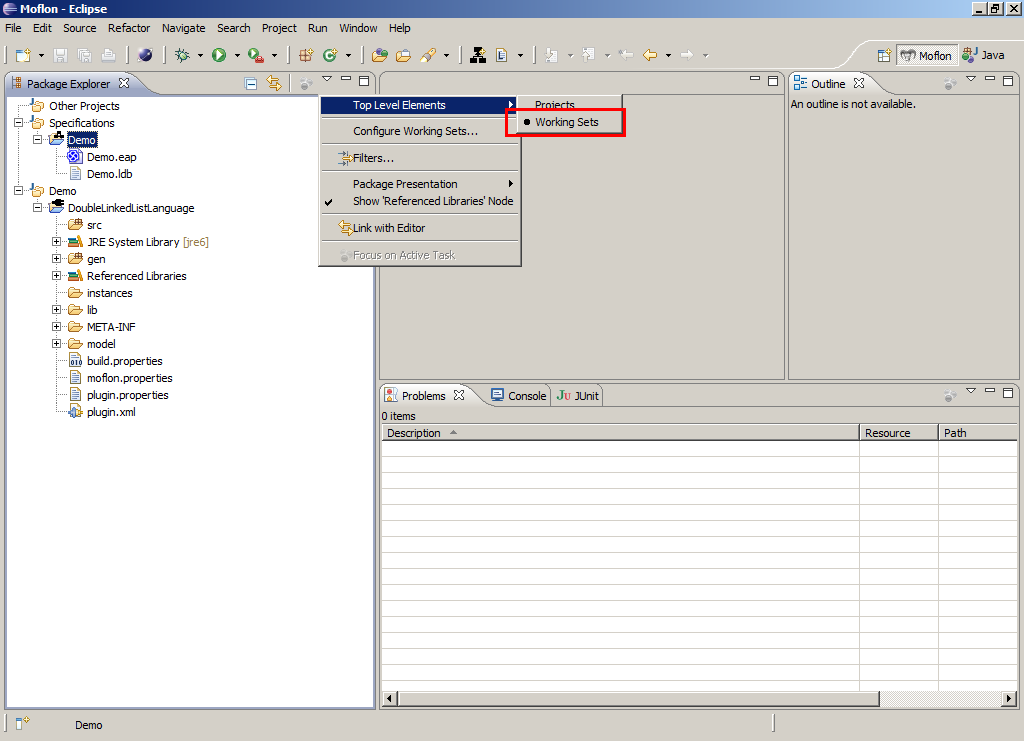 Moflon - Eclipse
File Edit Source Refactor Navigate Search Project Run Window Help
Moflon Java
Package Explorer
Other Projects
Specifications
Demo
Demo.eap
Demo.ldb
Demo
DoubleLinkedListLanguage
src
JRE System Library [jre6]
gen
Referenced Libraries
instances
lib
META-INF
model
build.properties
moflon.properties
plugin.properties
plugin.xml
Top Level Elements
Configure Working Sets...
Filters...
Package Presentation
Show 'Referenced Libraries' Node
Link with Editor
Focus on Active Task
Projects
Working Sets
Outline
An outline is not available.
Problems Console JUnit
0 items
Description Resource Path
Demo